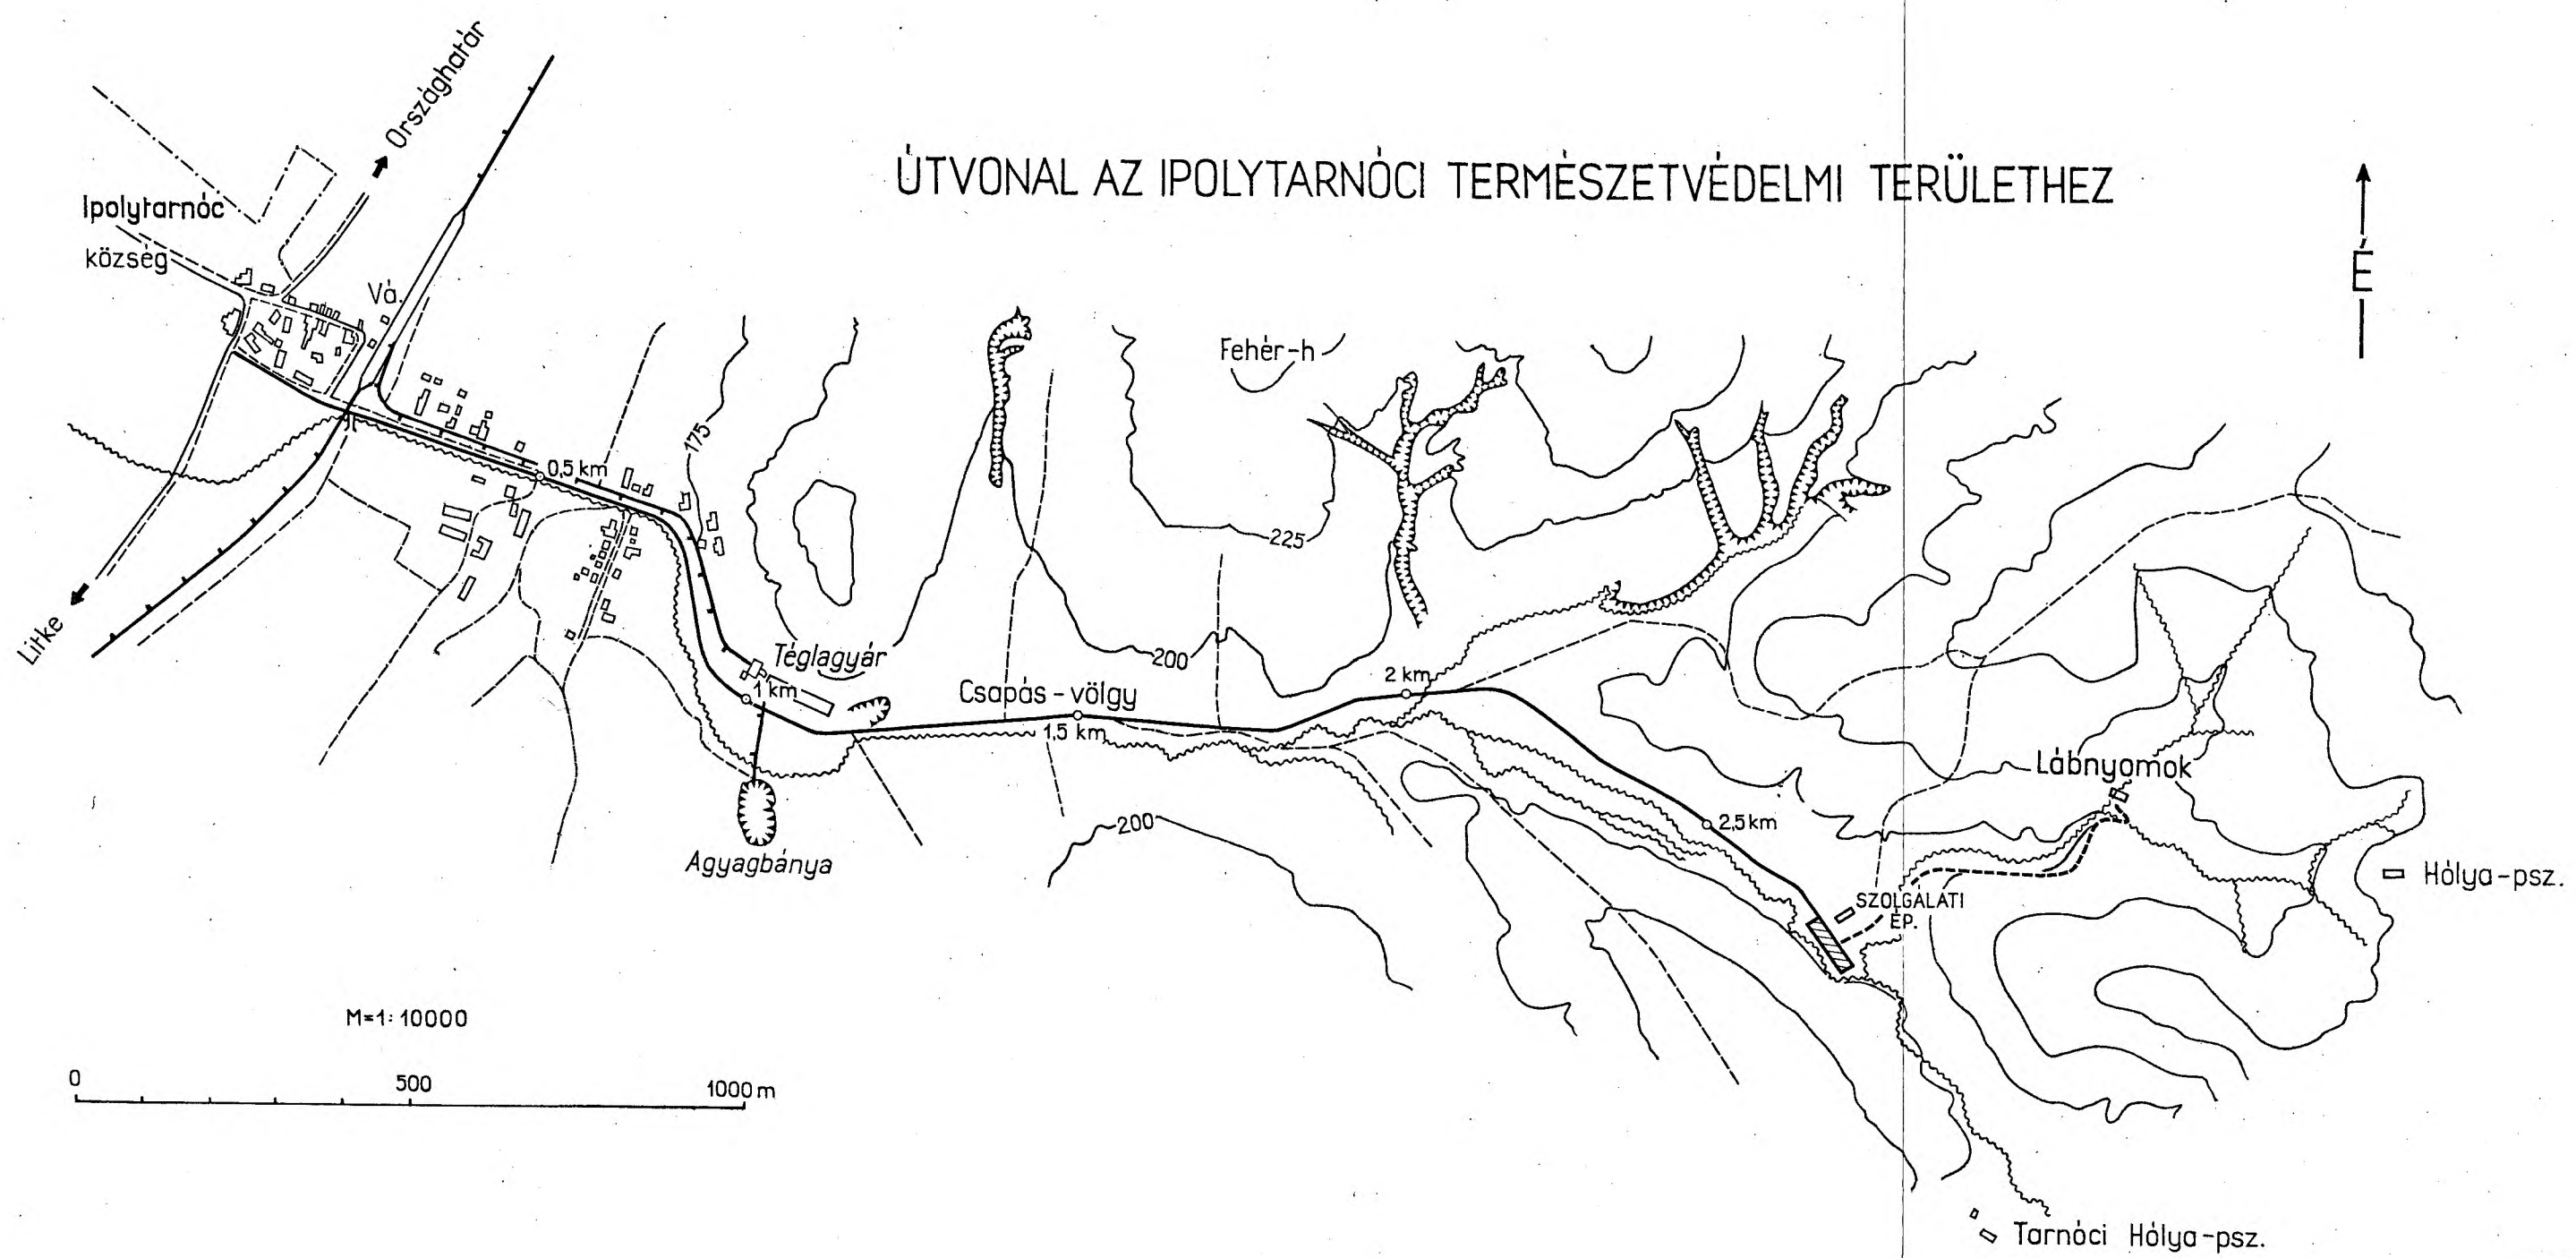 Országhatár
ÚTVONAL AZ IPOLYTARNÓCI TERMÉSZETVÉDELMI TERÜLETHEZ
Ipolytarnóc
község
É
Vá.
Fehér-h
175
0,5 km
225
Litke
Téglagyár
200
2 km
1 km
Csapás-völgy
1,5 km
Lábnyomok
200
2,5 km
Agyagbánya
Hólya-psz.
SZOLGÁLATI
ÉP.
M=1:10000
0 500 1000 m
Tarnóci Hólya-psz.